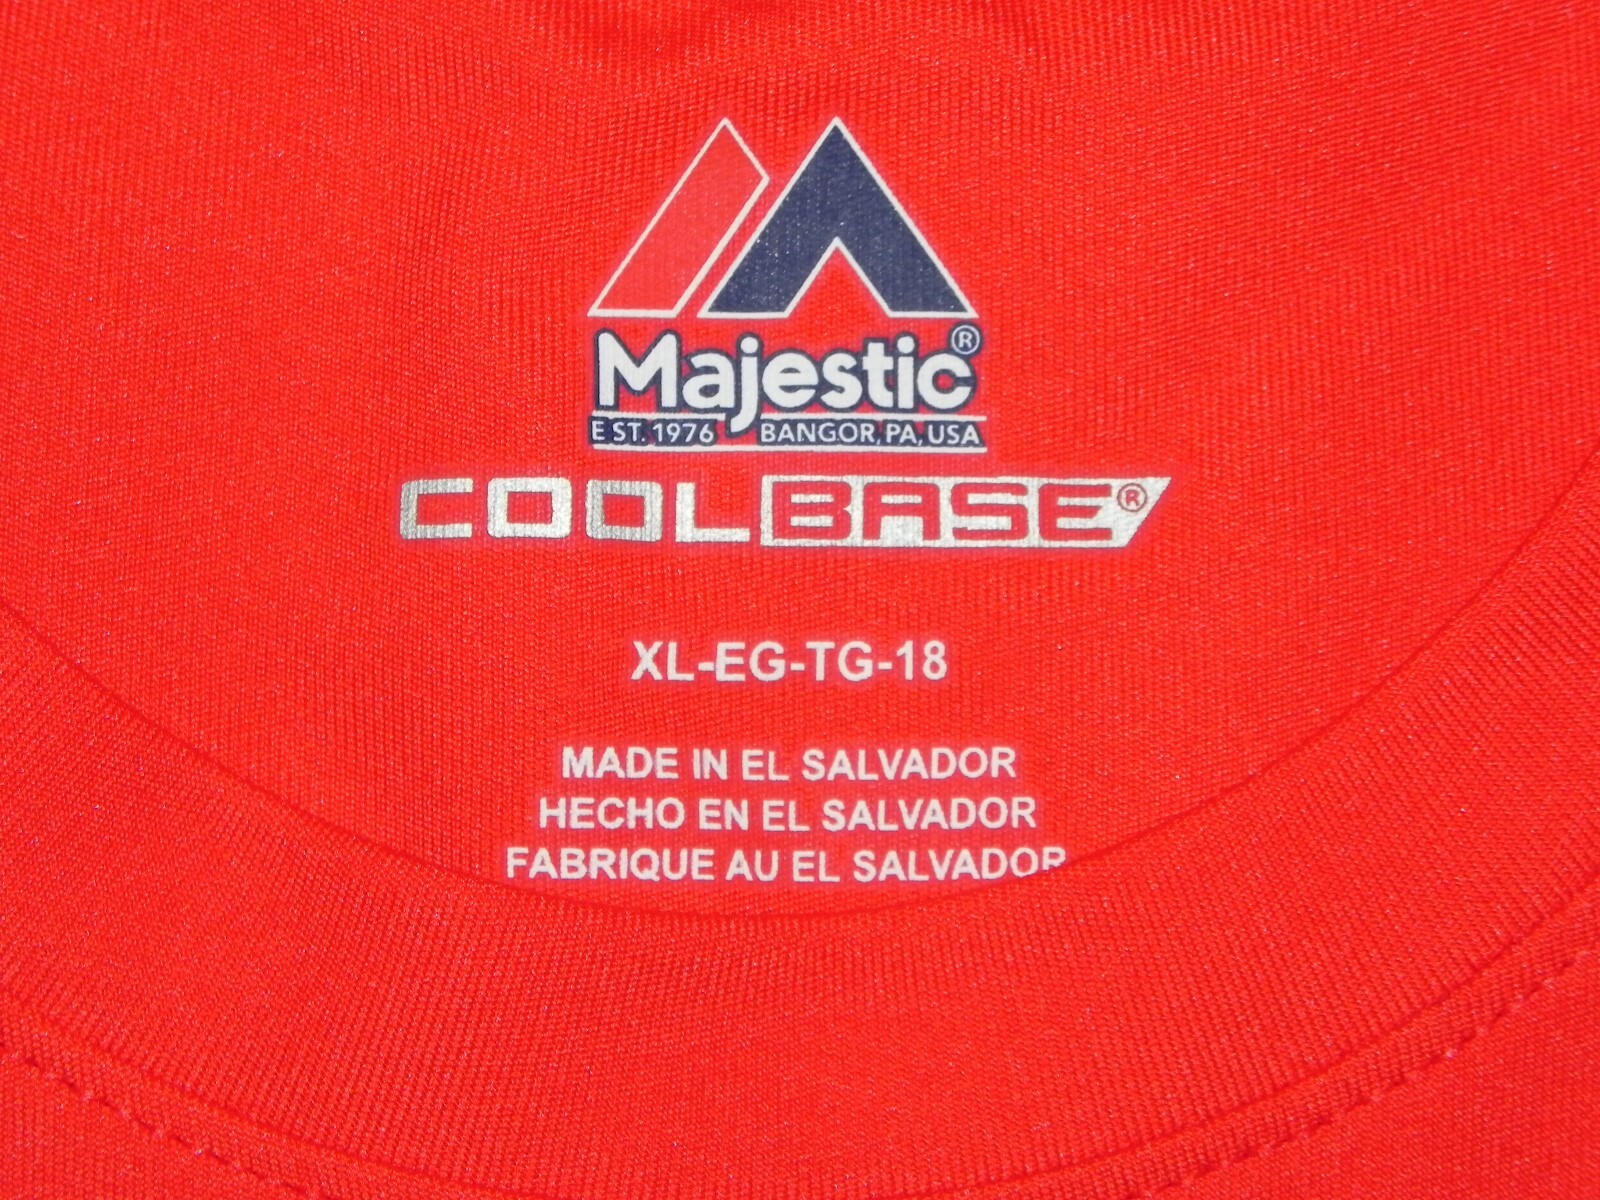 Majestic®
EST. 1976 BANGOR, PA, USA
COOLBASE®
XL-EG-TG-18
MADE IN EL SALVADOR
HECHO EN EL SALVADOR
FABRIQUE AU EL SALVADOR